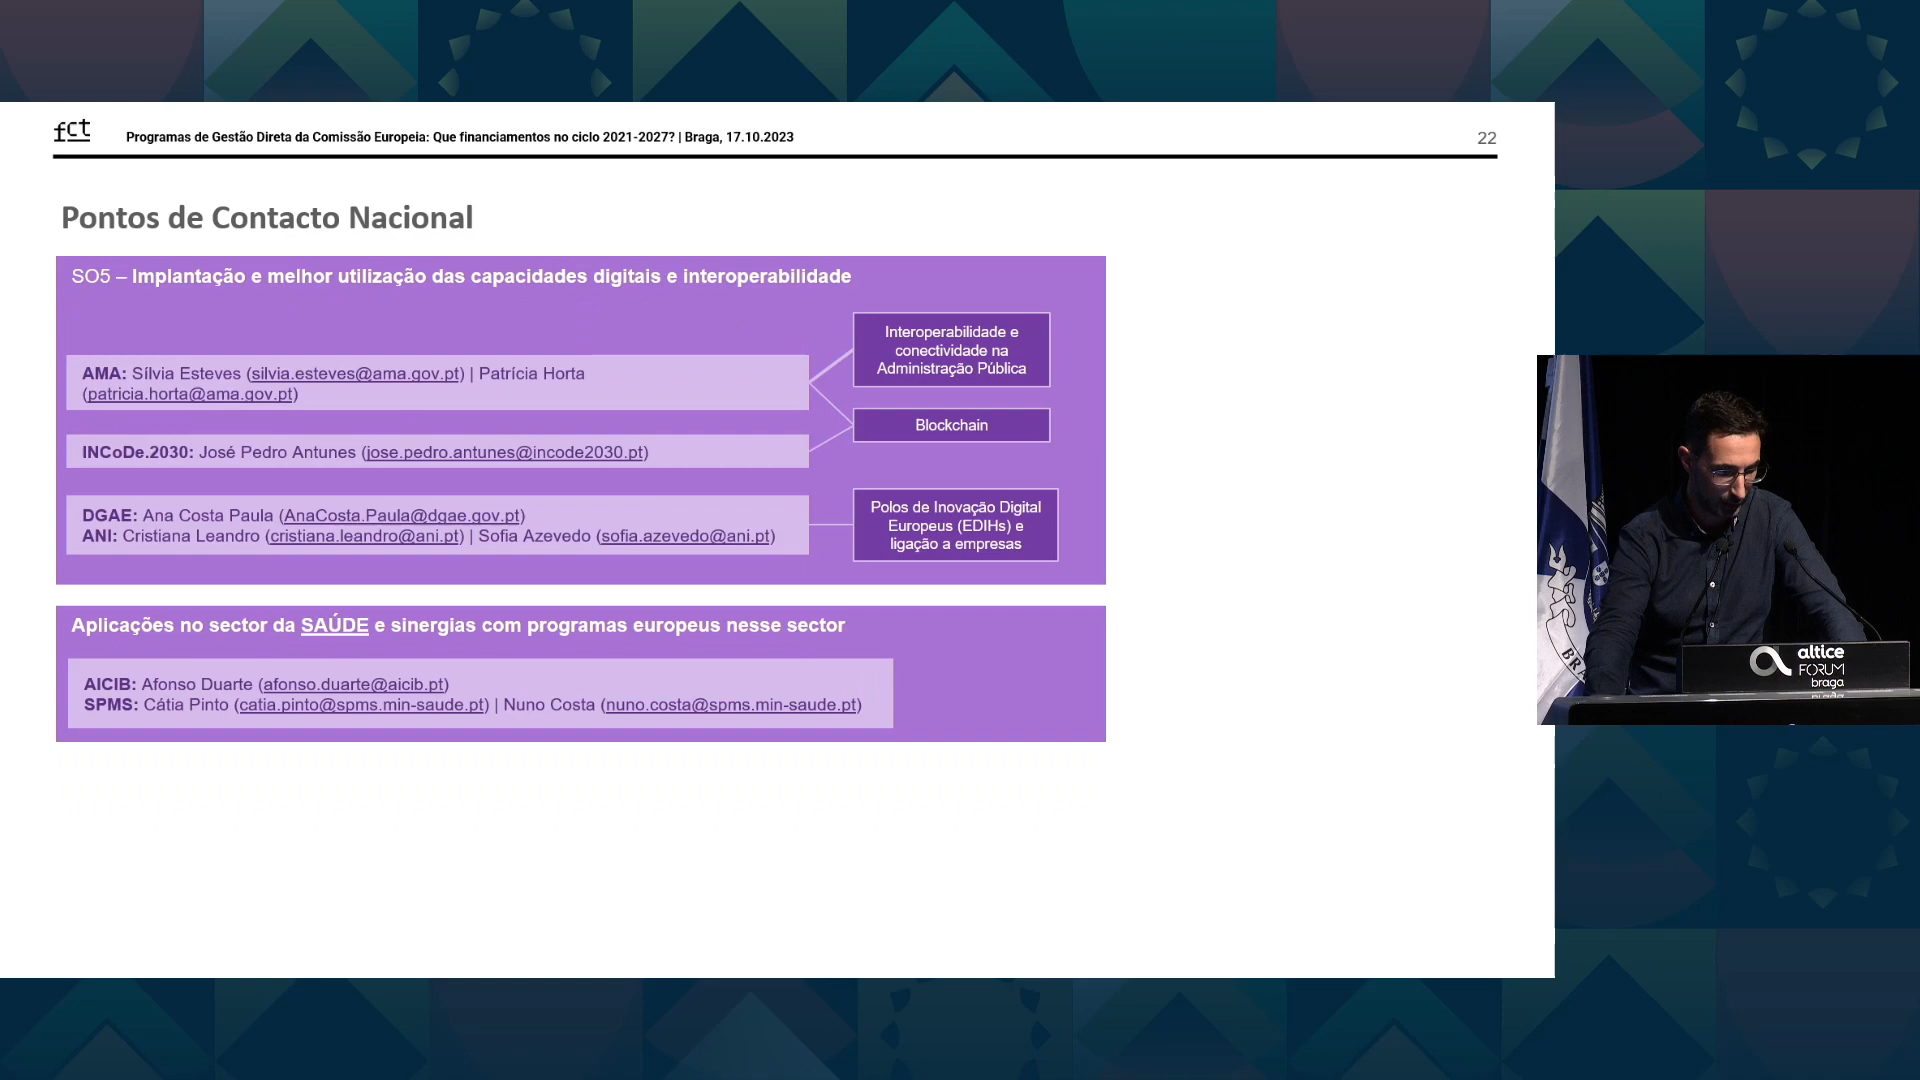 fct
Programas de Gestão Direta da Comissão Europeia: Que financiamentos no ciclo 2021-2027? | Braga, 17.10.2023
22
Pontos de Contacto Nacional
SO5 – Implantação e melhor utilização das capacidades digitais e interoperabilidade
AMA: Sílvia Esteves (silvia.esteves@ama.gov.pt) | Patrícia Horta
(patricia.horta@ama.gov.pt)
INCoDe.2030: José Pedro Antunes (jose.pedro.antunes@incode2030.pt)
DGAE: Ana Costa Paula (AnaCosta.Paula@dgae.gov.pt)
ANI: Cristiana Leandro (cristiana.leandro@ani.pt) | Sofia Azevedo (sofia.azevedo@ani.pt)
Interoperabilidade e
conectividade na
Administração Pública
Blockchain
Polos de Inovação Digital
Europeus (EDIHs) e
ligação a empresas
Aplicações no sector da SAÚDE e sinergias com programas europeus nesse sector
AICIB: Afonso Duarte (afonso.duarte@aicib.pt)
SPMS: Cátia Pinto (catia.pinto@spms.min-saude.pt) | Nuno Costa (nuno.costa@spms.min-saude.pt)
altice
FORUM
braga